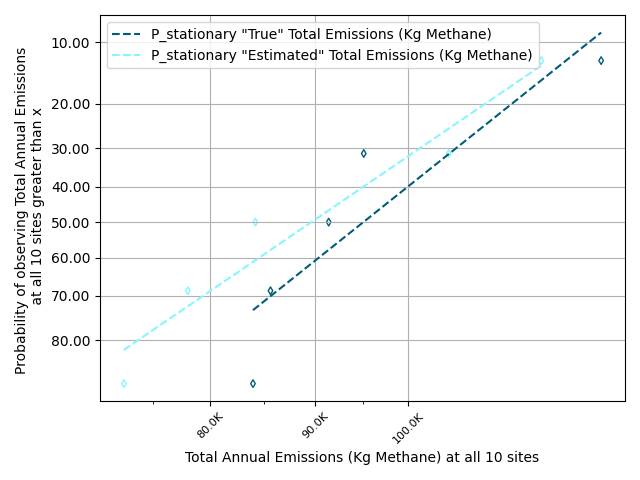 P_stationary "True" Total Emissions (Kg Methane)
P_stationary "Estimated" Total Emissions (Kg Methane)
Probability of observing Total Annual Emissions
at all 10 sites greater than x
10.00
20.00
30.00
40.00
50.00
60.00
70.00
80.00
80.0K
90.0K
100.0K
Total Annual Emissions (Kg Methane) at all 10 sites